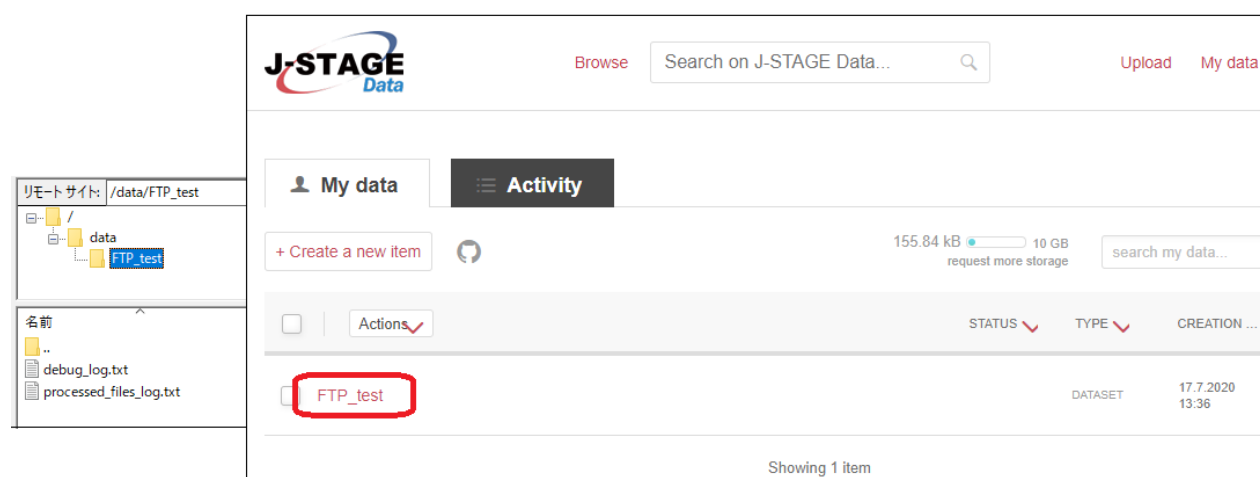 リモート サイト: /data/FTP_test
/
data
FTP_test
名前
..
debug_log.txt
processed_files_log.txt
J-STAGE
Data
Browse
Search on J-STAGE Data...
Upload
My data
My data
Activity
+ Create a new item
155.84 kB
10 GB
request more storage
search my data...
Actions
STATUS
TYPE
CREATION ...
FTP_test
DATASET
17.7.2020
13:36
Showing 1 item